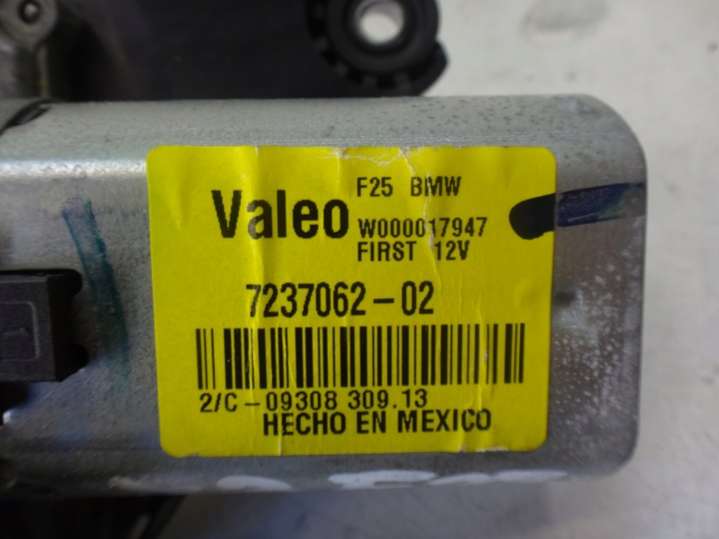 F25 BMW
Valeo W000017947
FIRST 12V
7237062-02
2/C-09308 309.13
HECHO EN MEXICO